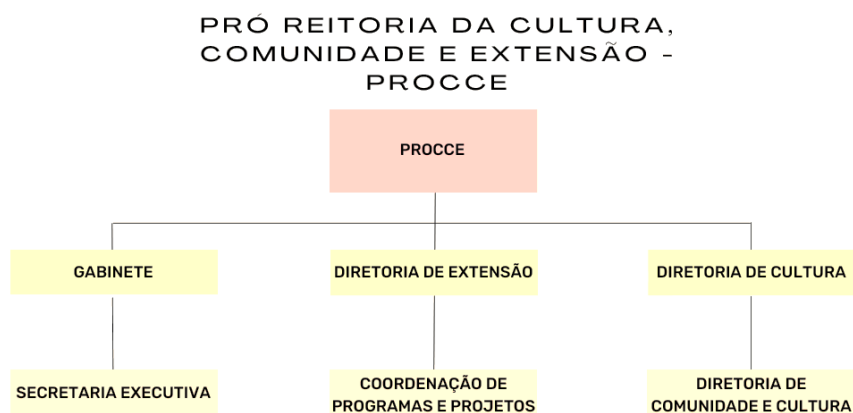 PRÓ REITORIA DA CULTURA,
COMUNIDADE E EXTENSÃO -
PROCCE
PROCCE
GABINETE
DIRETORIA DE EXTENSÃO
DIRETORIA DE CULTURA
SECRETARIA EXECUTIVA
COORDENAÇÃO DE
PROGRAMAS E PROJETOS
DIRETORIA DE
COMUNIDADE E CULTURA